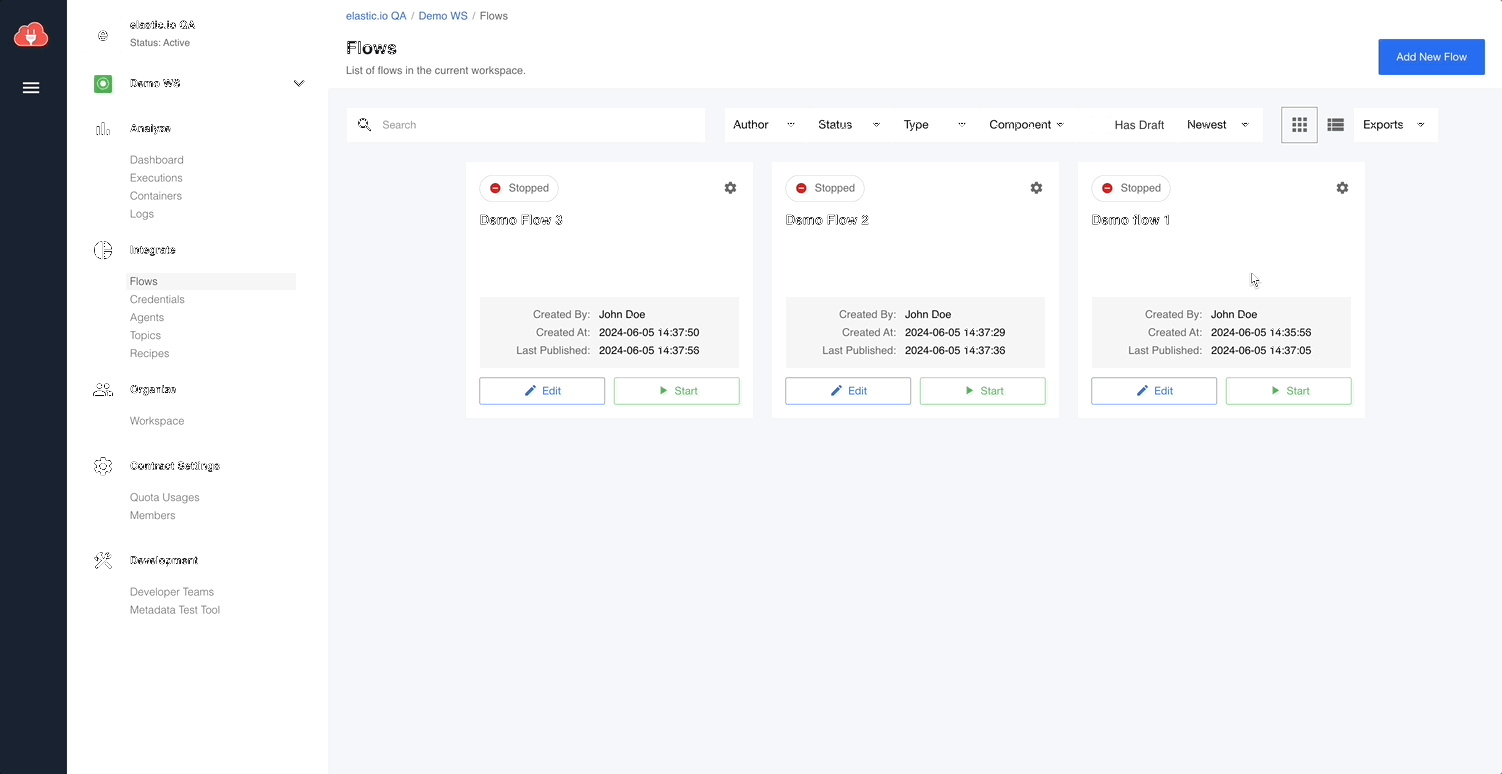 elastic.io QA
Status: Active
Demo WS
Analyze
Dashboard
Executions
Containers
Logs
Integrate
Flows
Credentials
Agents
Topics
Recipes
Organize
Workspace
Contract Settings
Quota Usages
Members
Development
Developer Teams
Metadata Test Tool
elastic.io QA / Demo WS / Flows
Flows
List of flows in the current workspace.
Add New Flow
Search
Author Status Type Component Has Draft Newest Exports
Stopped
Demo Flow 3
Created By: John Doe
Created At: 2024-06-05 14:37:50
Last Published: 2024-06-05 14:37:56
Edit Start
Stopped
Demo Flow 2
Created By: John Doe
Created At: 2024-06-05 14:37:29
Last Published: 2024-06-05 14:37:36
Edit Start
Stopped
Demo flow 1
Created By: John Doe
Created At: 2024-06-05 14:35:56
Last Published: 2024-06-05 14:37:05
Edit Start